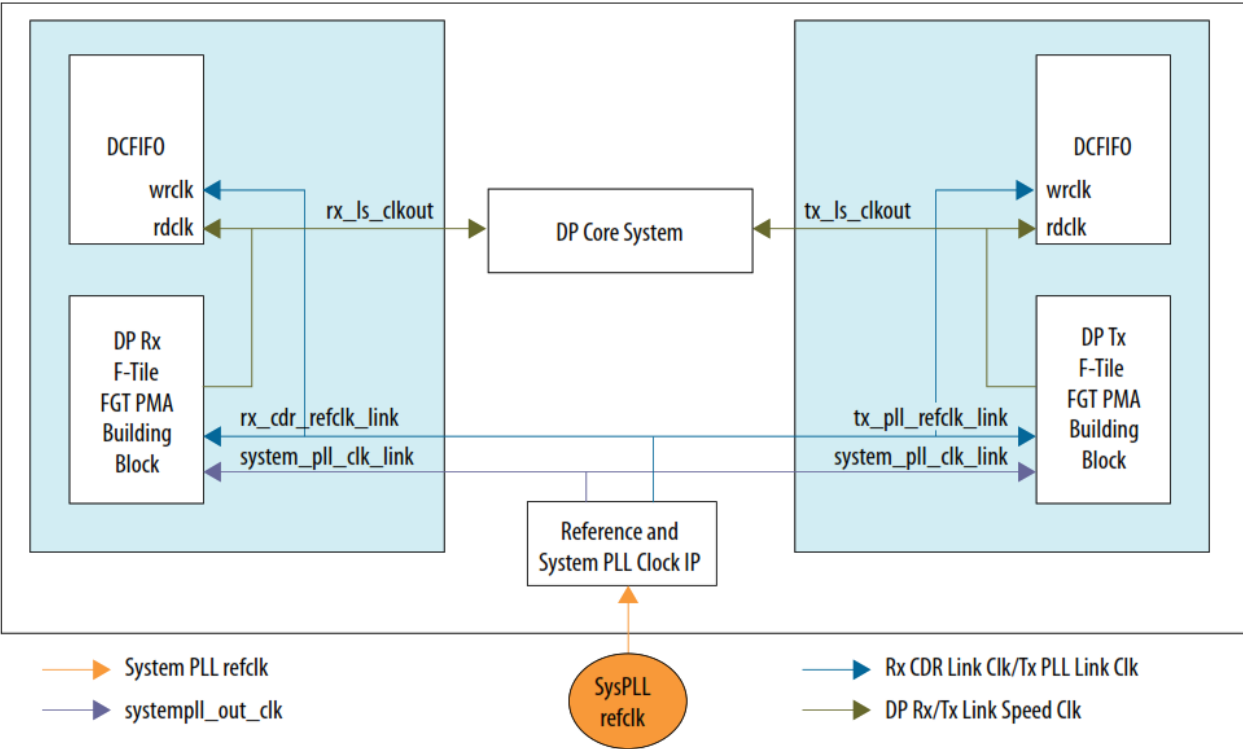 DCFIFO
wrclk
rdclk
DP Rx
F-Tile
FGT PMA
Building
Block
rx_ls_clkout
DP Core System
tx_ls_clkout
DCFIFO
wrclk
rdclk
DP Tx
F-Tile
FGT PMA
Building
Block
rx_cdr_refclk_link
tx_pll_refclk_link
system_pll_clk_link
system_pll_clk_link
Reference and
System PLL Clock IP
SysPLL
refclk
System PLL refclk
systempll_out_clk
Rx CDR Link Clk/Tx PLL Link Clk
DP Rx/Tx Link Speed Clk